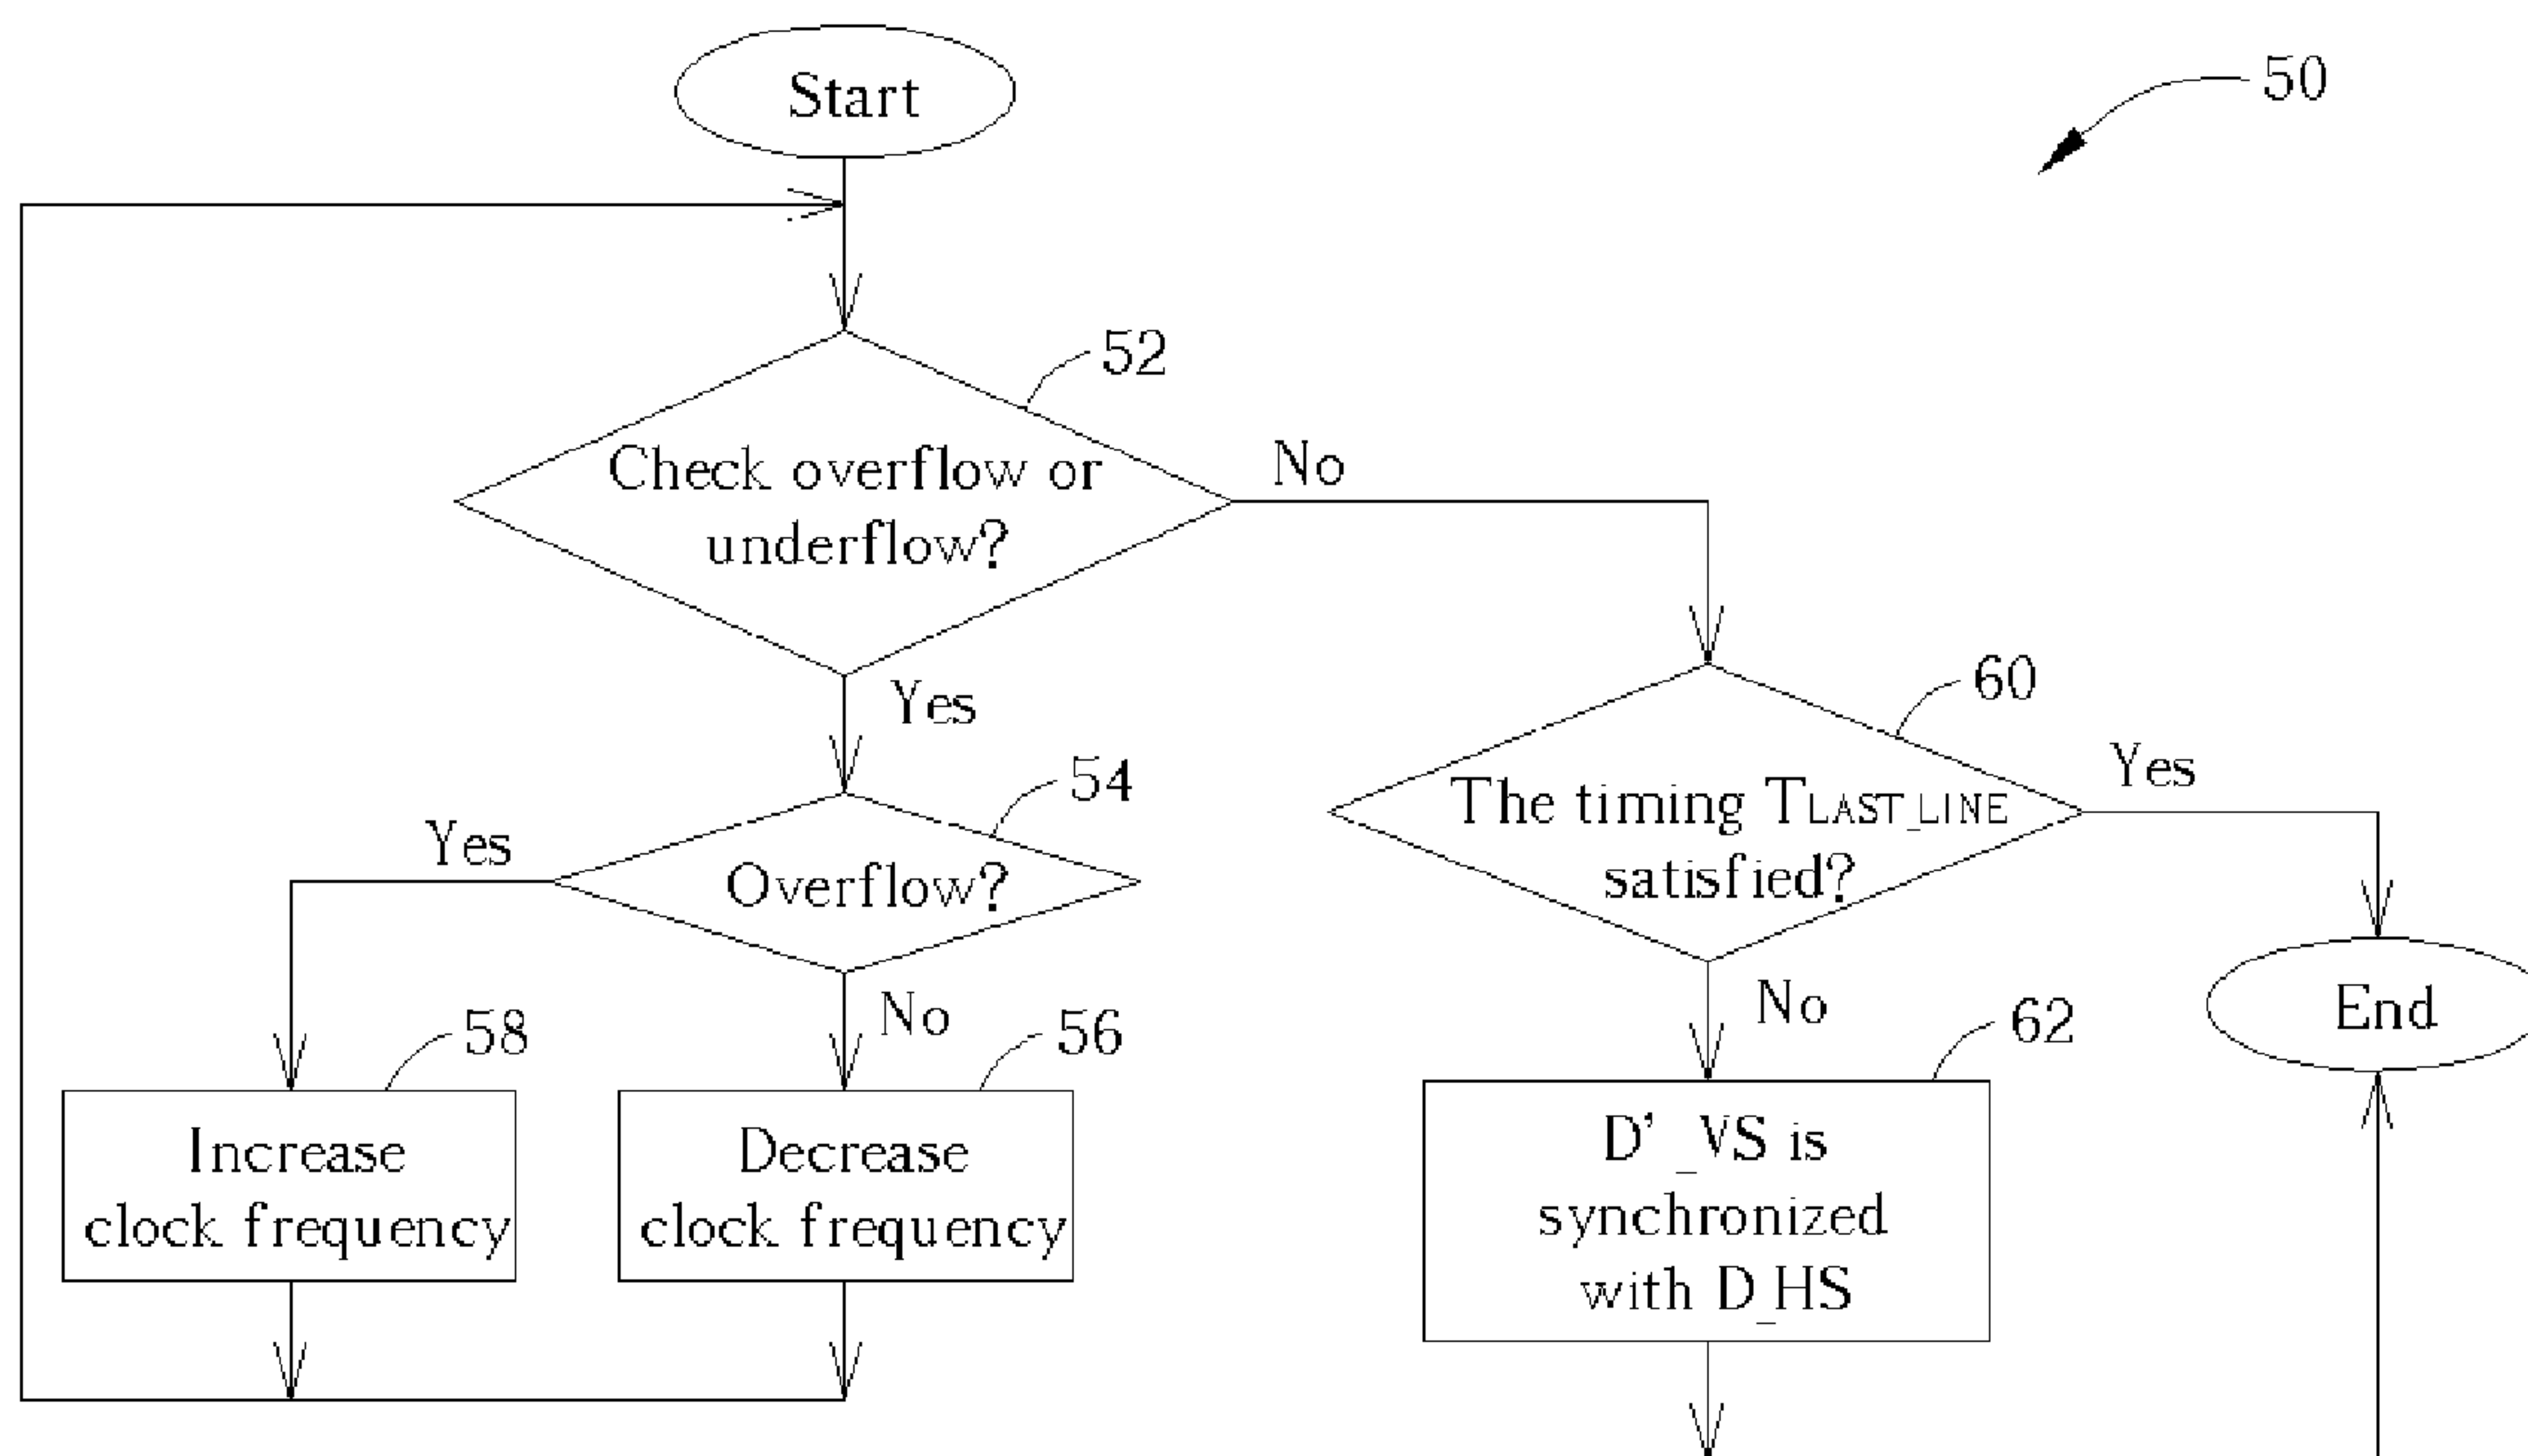 Start
50
52
Check overflow or
underflow?
No
Yes
60
The timing TLAST_LINE
satisfied?
Yes
54
Overflow?
Yes
No
No
58
Increase
clock frequency
56
Decrease
clock frequency
62
D'_VS is
synchronized
with D_HS
End